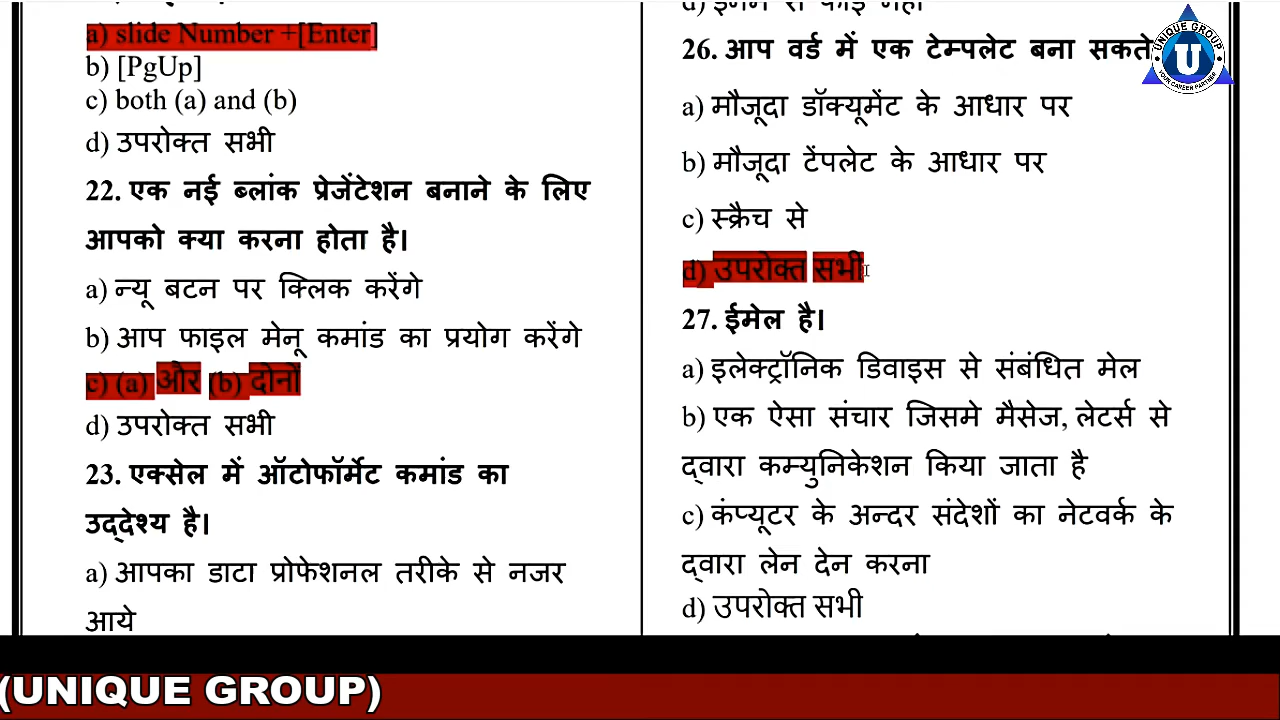 a) slide Number +[Enter]
b) [PgUp]
c) both (a) and (b)
d) उपरोक्त सभी
22. एक नई ब्लांक प्रेजेंटेशन बनाने के लिए
आपको क्या करना होता है।
a) न्यू बटन पर क्लिक करेंगे
b) आप फाइल मेनू कमांड का प्रयोग करेंगे
c) (a) और (b) दोनों
d) उपरोक्त सभी
23. एक्सेल में ऑटोफॉर्मेट कमांड का
उद्देश्य है।
a) आपका डाटा प्रोफेशनल तरीके से नजर
आये
26. आप वर्ड में एक टेम्पलेट बना सकते
a) मौजूदा डॉक्यूमेंट के आधार पर
b) मौजूदा टेंपलेट के आधार पर
c) स्क्रैच से
d) उपरोक्त सभी
27. ईमेल है।
a) इलेक्ट्रॉनिक डिवाइस से संबंधित मेल
b) एक ऐसा संचार जिसमे मैसेज, लेटर्स से
द्वारा कम्युनिकेशन किया जाता है
c) कंप्यूटर के अन्दर संदेशों का नेटवर्क के
द्वारा लेन देन करना
d) उपरोक्त सभी
UNIQUE GROUP
U
YOUR CAREER PARTNER
(UNIQUE GROUP)